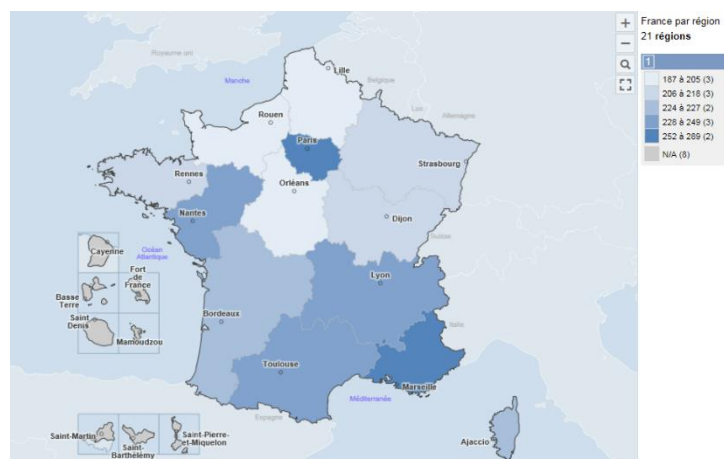 France par région
21 régions
1
187 à 205 (3)
206 à 218 (3)
224 à 227 (2)
228 à 249 (3)
252 à 269 (2)
N/A (8)
Royaume uni
Manche
Lille
Belgique
Lux.
Allemagne
Rouen
Paris
Strasbourg
Rennes
Orléans
Nantes
Dijon
Suisse
Cayenne
Océan
Atlantique
Fort
de
France
Basse
Terre
Saint
Denis
Mamoudzou
Lyon
Bordeaux
Italie
Toulouse
Marseille
Méditerranée
Espagne
Saint-Martin
Saint-
Barthélémy
Saint-Pierre-
et-Miquelon
Ajaccio